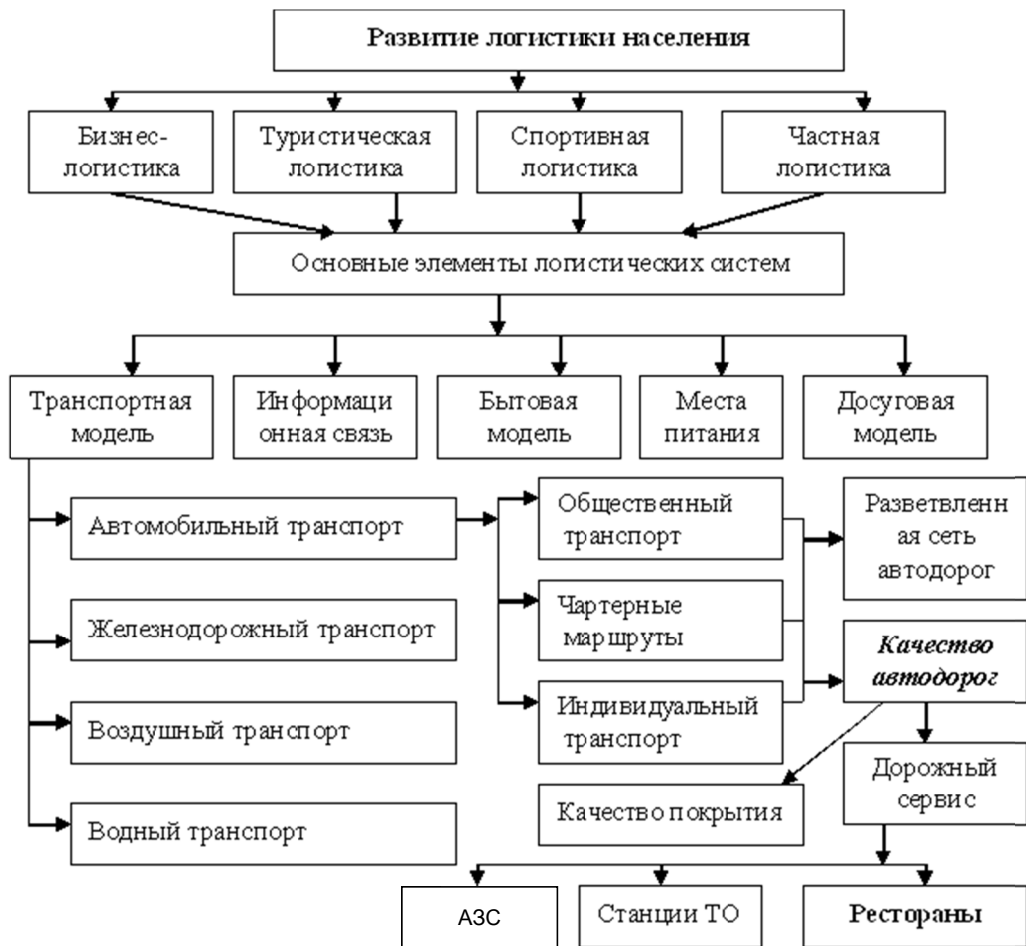 Развитие логистики населения
Бизнес-
логистика
Туристическая
логистика
Спортивная
логистика
Частная
логистика
Основные элементы логистических систем
Транспортная
модель
Информаци
онная связь
Бытовая
модель
Места
питания
Досуговая
модель
Автомобильный транспорт
Общественный
транспорт
Разветвленн
ая сеть
автодорог
Железнодорожный транспорт
Чартерные
маршруты
Качество
автодорог
Воздушный транспорт
Индивидуальный
транспорт
Водный транспорт
Качество покрытия
Дорожный
сервис
АЗС
Станции ТО
Рестораны